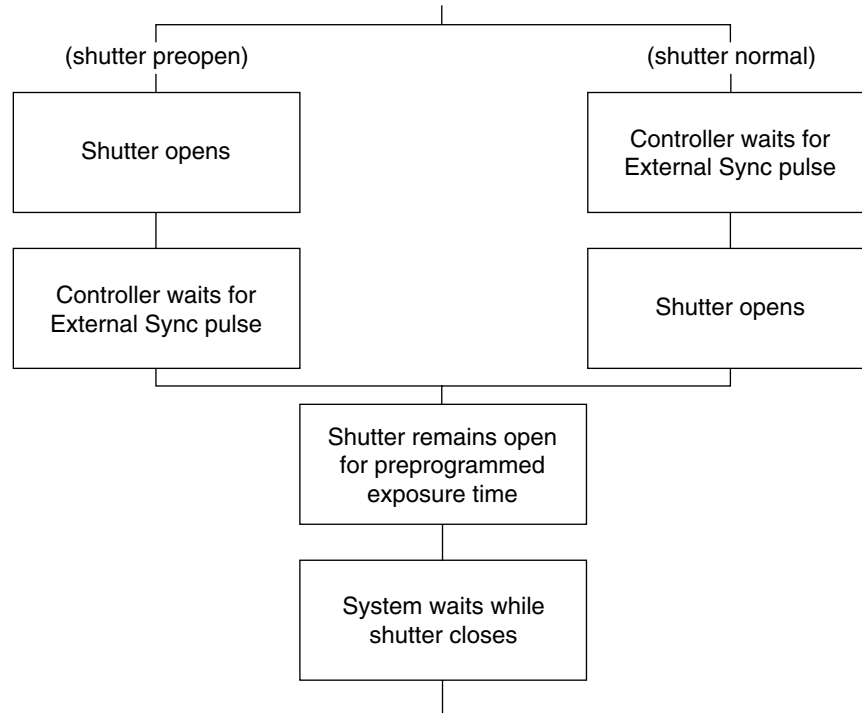 (shutter preopen)
(shutter normal)
Shutter opens
Controller waits for
External Sync pulse
Controller waits for
External Sync pulse
Shutter opens
Shutter remains open
for preprogrammed
exposure time
System waits while
shutter closes